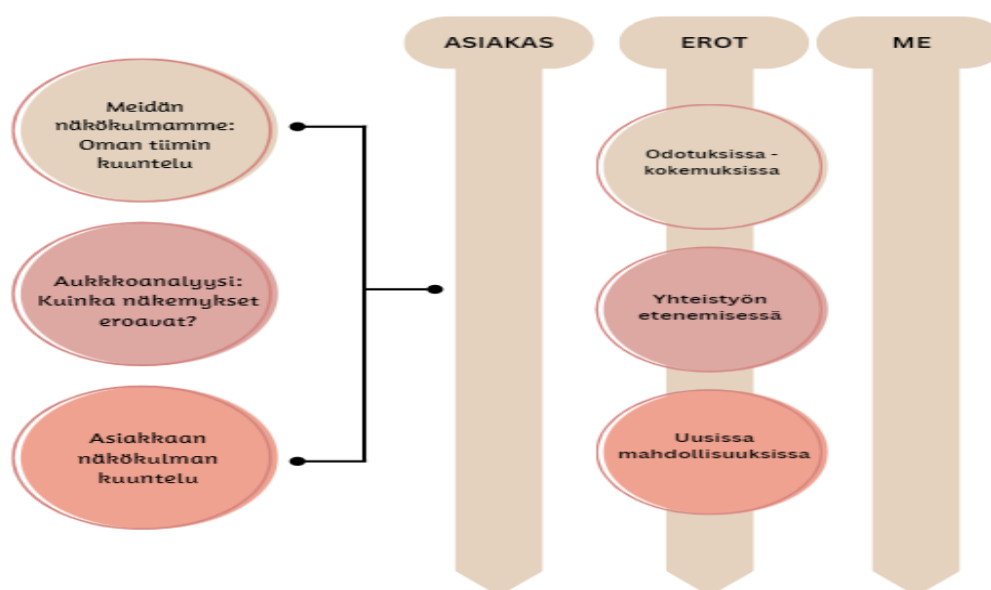 ASIAKAS
EROT
ME
Meidän
näkökulmamme:
Oman tiimin
kuuntelu
Aukkkoanalyysi:
Kuinka näkemykset
eroavat?
Asiakkaan
näkökulman
kuuntelu
Odotuksissa -
kokemuksissa
Yhteistyön
etenemisessä
Uusissa
mahdollisuuksissa